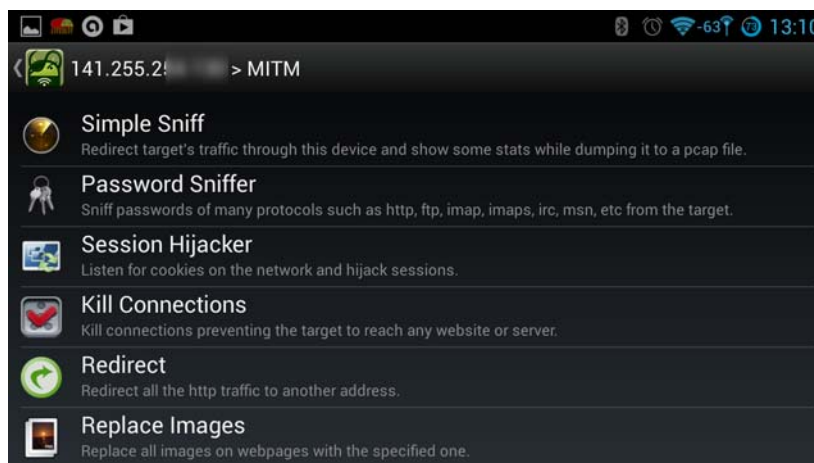 -63 73 13:10
141.255.2 > MITM
Simple Sniff
Redirect target's traffic through this device and show some stats while dumping it to a pcap file.
Password Sniffer
Sniff passwords of many protocols such as http, ftp, imap, imaps, irc, msn, etc from the target.
Session Hijacker
Listen for cookies on the network and hijack sessions.
Kill Connections
Kill connections preventing the target to reach any website or server.
Redirect
Redirect all the http traffic to another address.
Replace Images
Replace all images on webpages with the specified one.